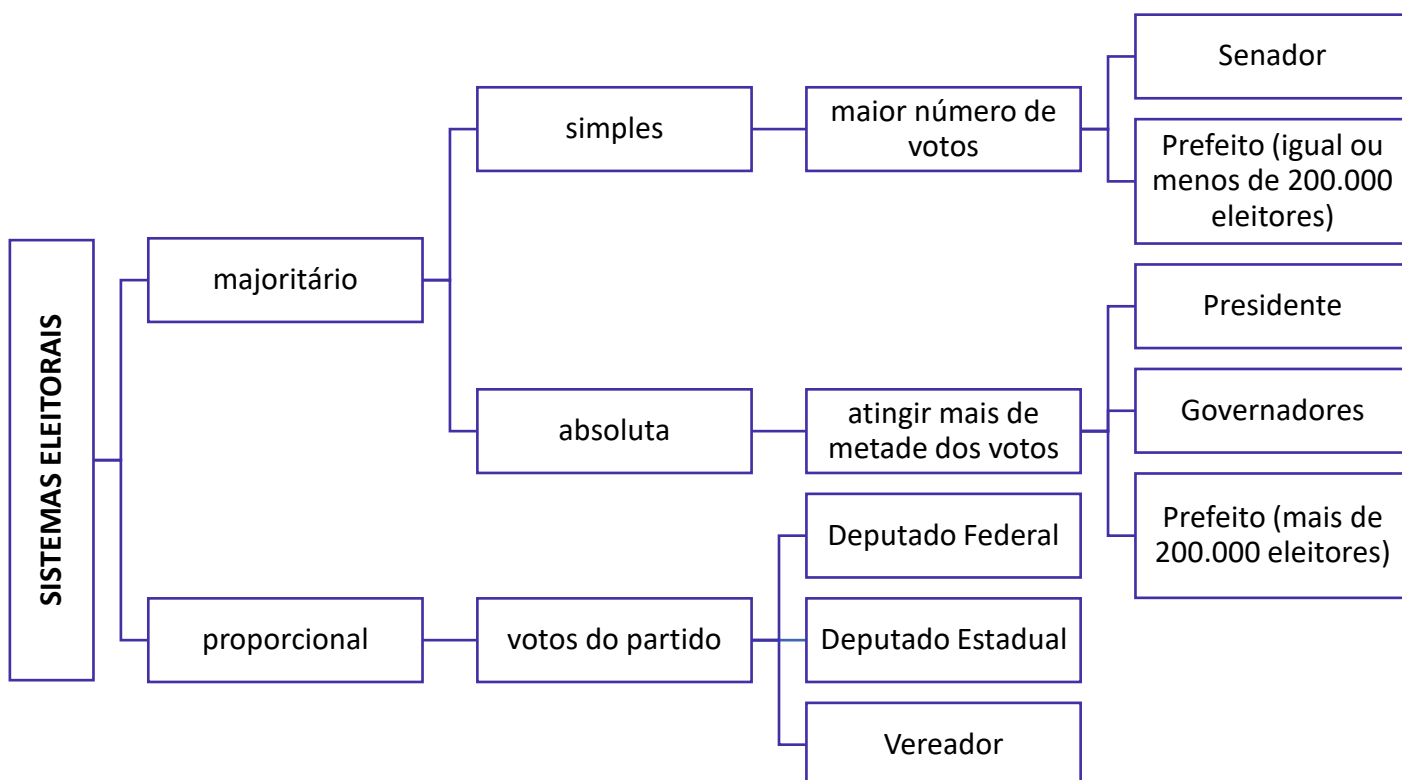 SISTEMAS ELEITORAIS
majoritário
simples
maior número de
votos
Senador
Prefeito (igual ou
menos de 200.000
eleitores)
absoluta
atingir mais de
metade dos votos
Presidente
Governadores
Prefeito (mais de
200.000 eleitores)
proporcional
votos do partido
Deputado Federal
Deputado Estadual
Vereador